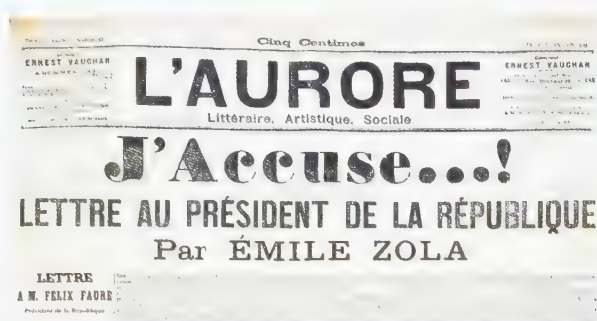 Cinq Centimes
ERNEST VAUGHAN
L'AURORE
ERNEST VAUGHAN
Littéraire, Artistique, Sociale
J'Accuse...!
LETTRE AU PRÉSIDENT DE LA RÉPUBLIQUE
Par ÉMILE ZOLA
LETTRE
A M. FELIX FAURE
Président de la République